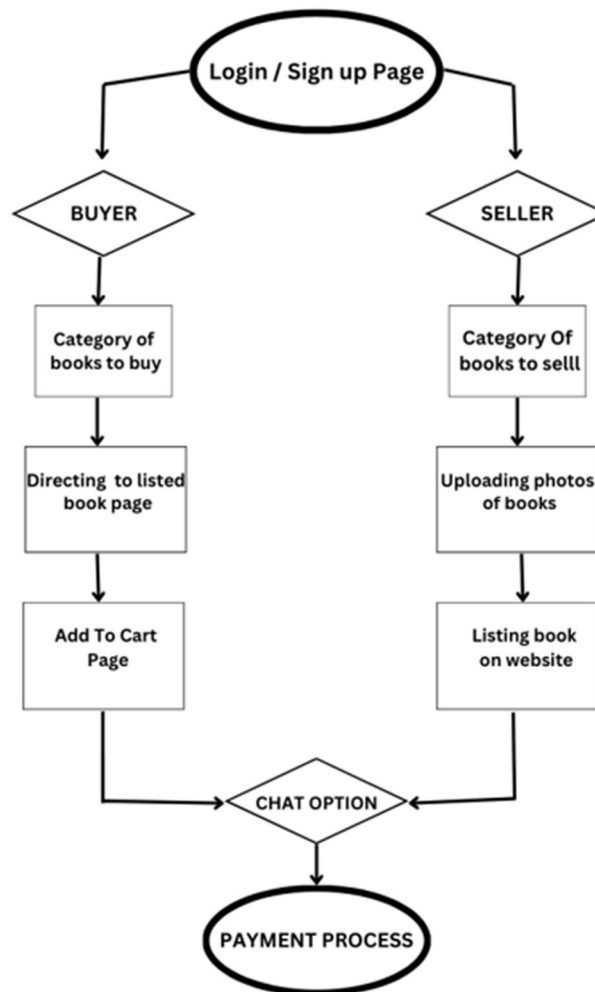 Login / Sign up Page
BUYER
SELLER
Category of
books to buy
Category Of
books to selll
Directing to listed
book page
Uploading photos
of books
Add To Cart
Page
Listing book
on website
CHAT OPTION
PAYMENT PROCESS